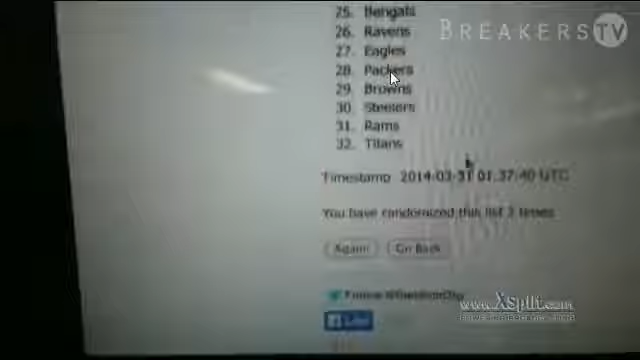 25. Bengals
BREAKERSTV
26. Ravens
27. Eagles
28. Packers
29. Browns
30. Steelers
31. Rams
32. Titans
Timestamp 2014-03-31 01:37:40 UTC
You have randomized this list 3 times
Again! Go Back
Follow
www.XSplit.com
Like